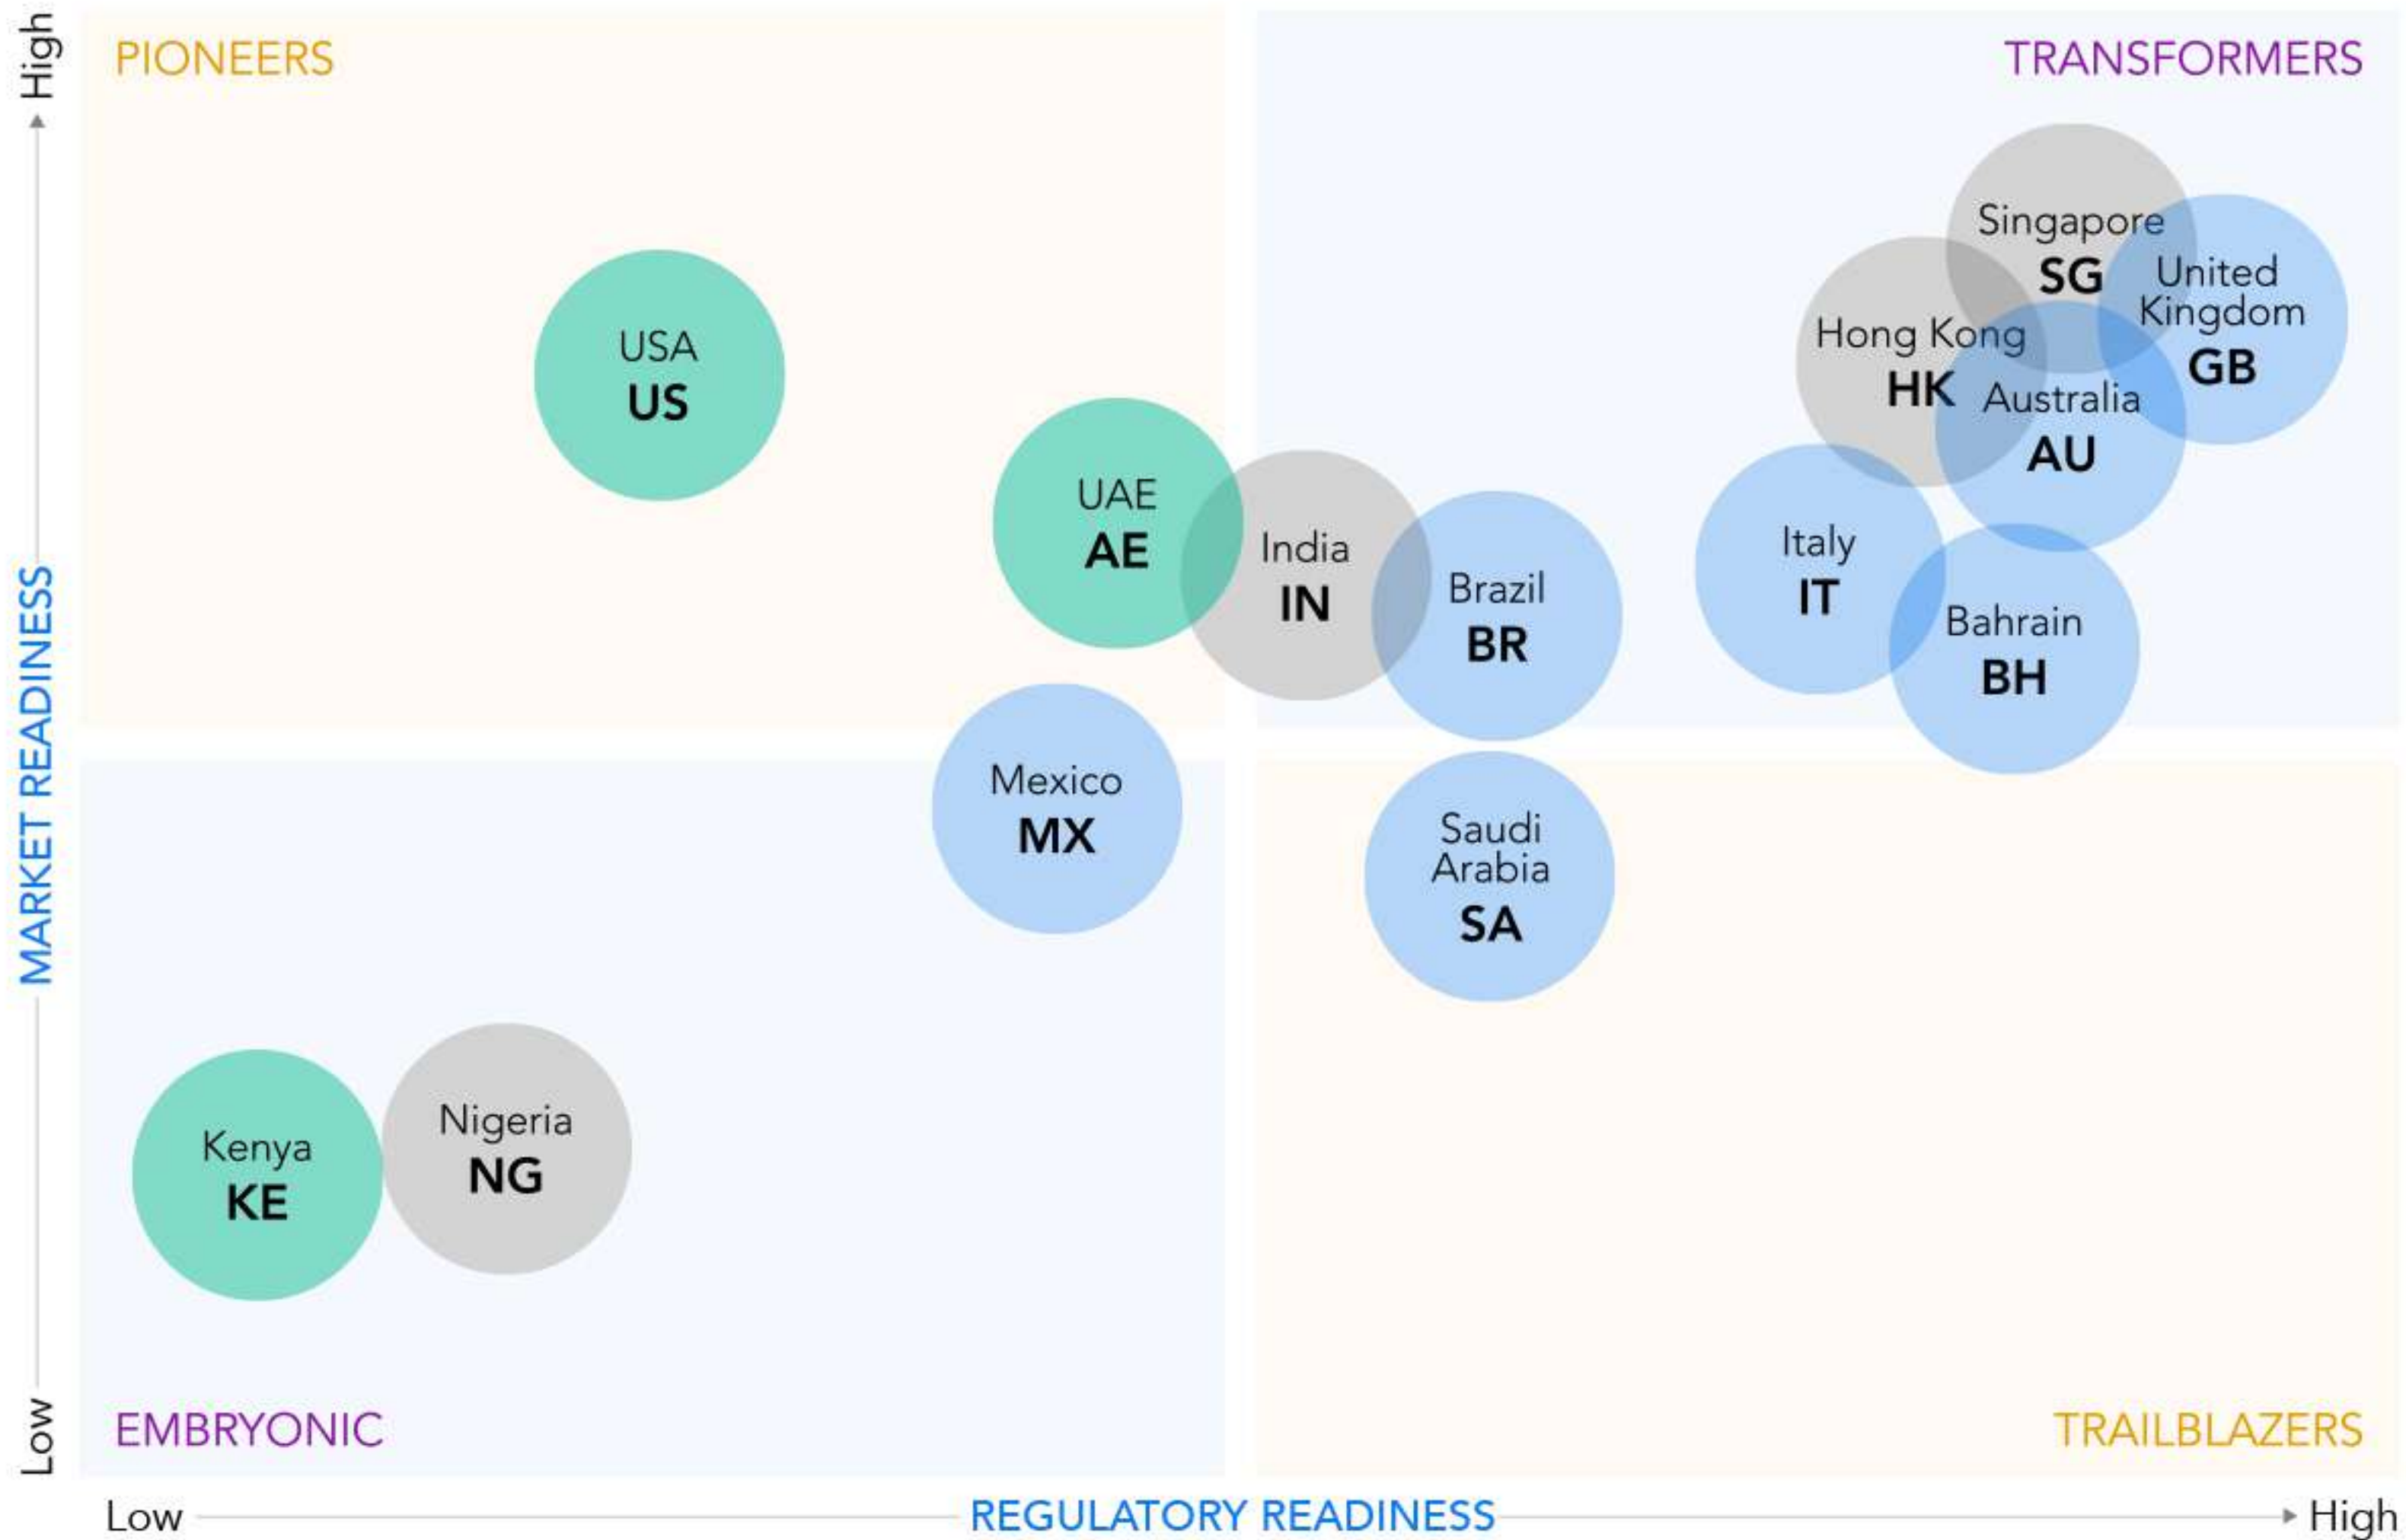 High
PIONEERS
TRANSFORMERS
Singapore
SG
United
Kingdom
GB
Hong Kong
HK
Australia
AU
USA
US
UAE
AE
India
IN
Brazil
BR
Italy
IT
Bahrain
BH
MARKET READINESS
Mexico
MX
Saudi
Arabia
SA
Kenya
KE
Nigeria
NG
EMBRYONIC
TRAILBLAZERS
Low
Low
REGULATORY READINESS
High